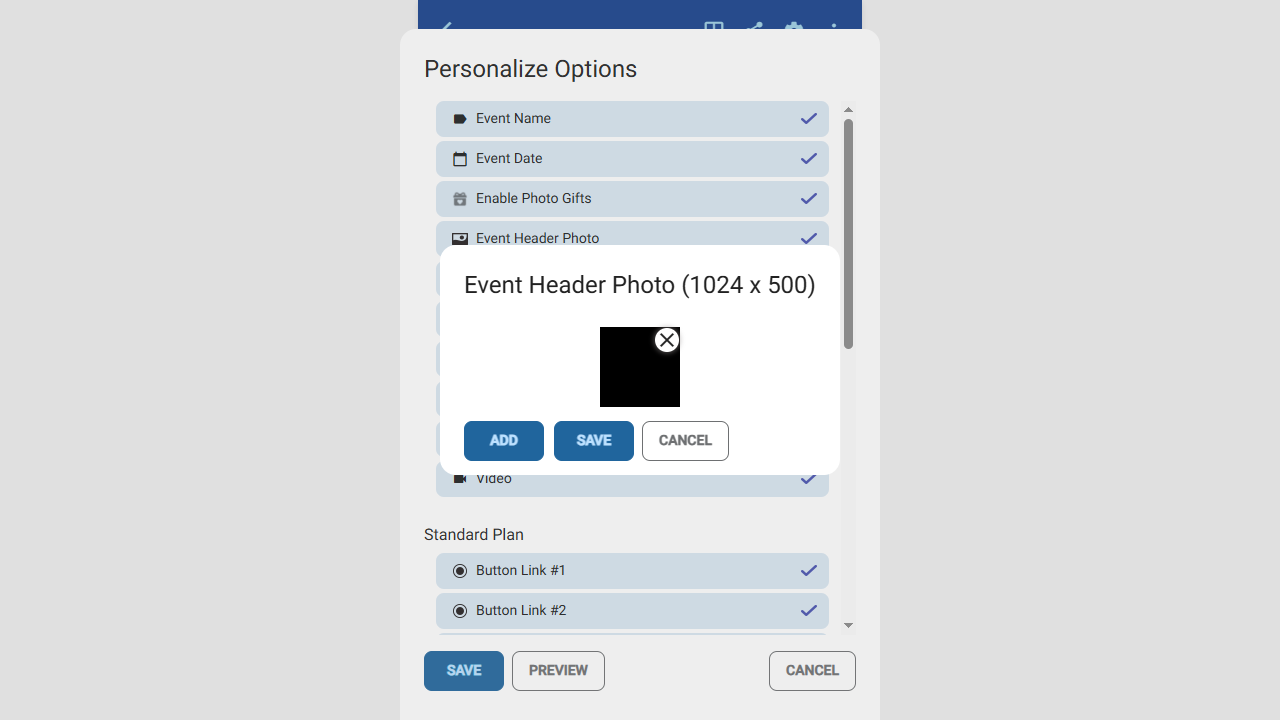 Personalize Options
Event Name
Event Date
Enable Photo Gifts
Event Header Photo
Event Header Photo (1024 x 500)
ADD
SAVE
CANCEL
Video
Standard Plan
Button Link #1
Button Link #2
SAVE
PREVIEW
CANCEL